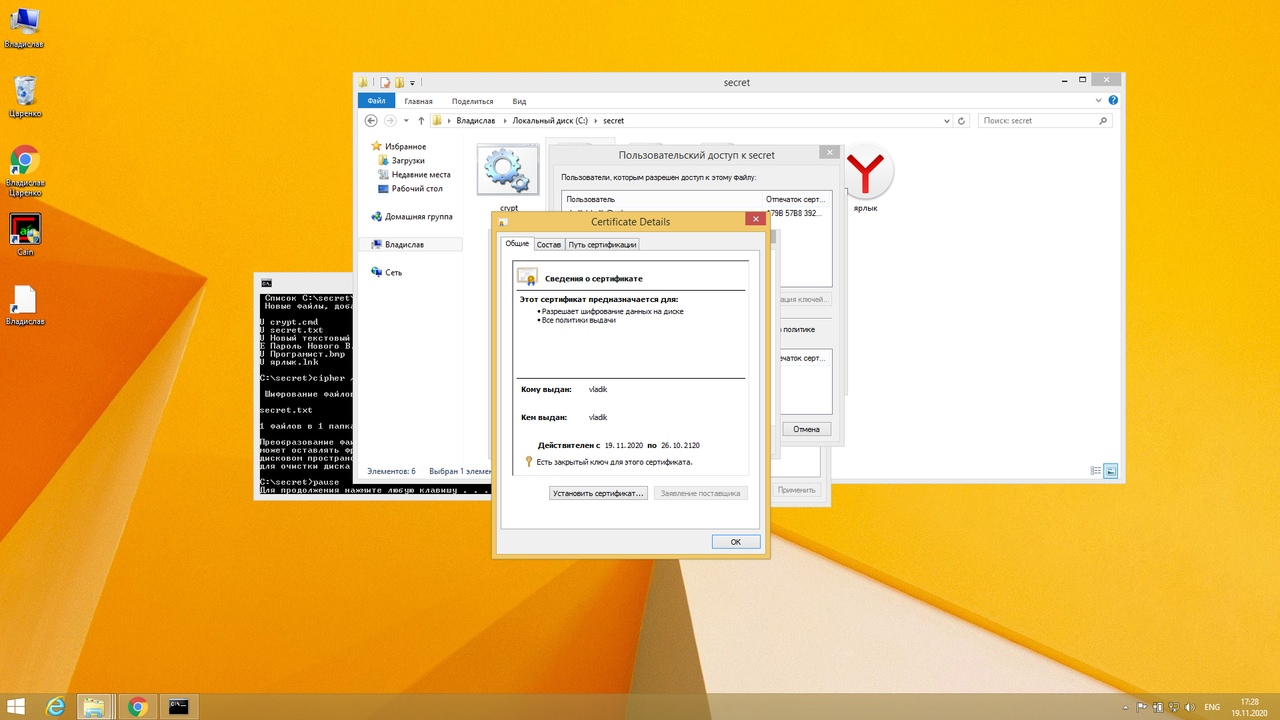 Владислав
Царенко
Владислав
Царенко
Cain
Владислав
Список C:\secret\
Новые файлы, доба
U crypt.cmd
U secret.txt
U Новый текстовый
E Пароль Нового В
U Програмист.bmp
U ярлык.lnk
C:\secret>cipher
Шифрование файлов
secret.txt
1 файлов в 1 папка
Преобразование фай
может оставлять фр
дисковом простран
для очистки диска
C:\secret>pause
Для продолжения нажмите любую клавишу . . .
secret
Файл
Главная
Поделиться
Вид
Владислав
Локальный диск (C:)
secret
Поиск: secret
Избранное
Загрузки
Недавние места
Рабочий стол
Домашняя группа
Владислав
Сеть
crypt
ярлык
Элементов: 6
Выбран 1 элемен
Пользовательский доступ к secret
Пользователи, которым разрешен доступ к этому файлу:
Пользователь
Отпечаток серт...
57B8 392...
ация ключей...
политике
чаток серт...
Отмена
Применить
Certificate Details
Общие
Состав
Путь сертификации
Сведения о сертификате
Этот сертификат предназначается для:
• Разрешает шифрование данных на диске
• Все политики выдачи
Кому выдан: vladik
Кем выдан: vladik
Действителен с 19. 11. 2020 по 26. 10. 2120
Есть закрытый ключ для этого сертификата.
Установить сертификат...
Заявление поставщика
OK
ENG
17:28
19.11.2020